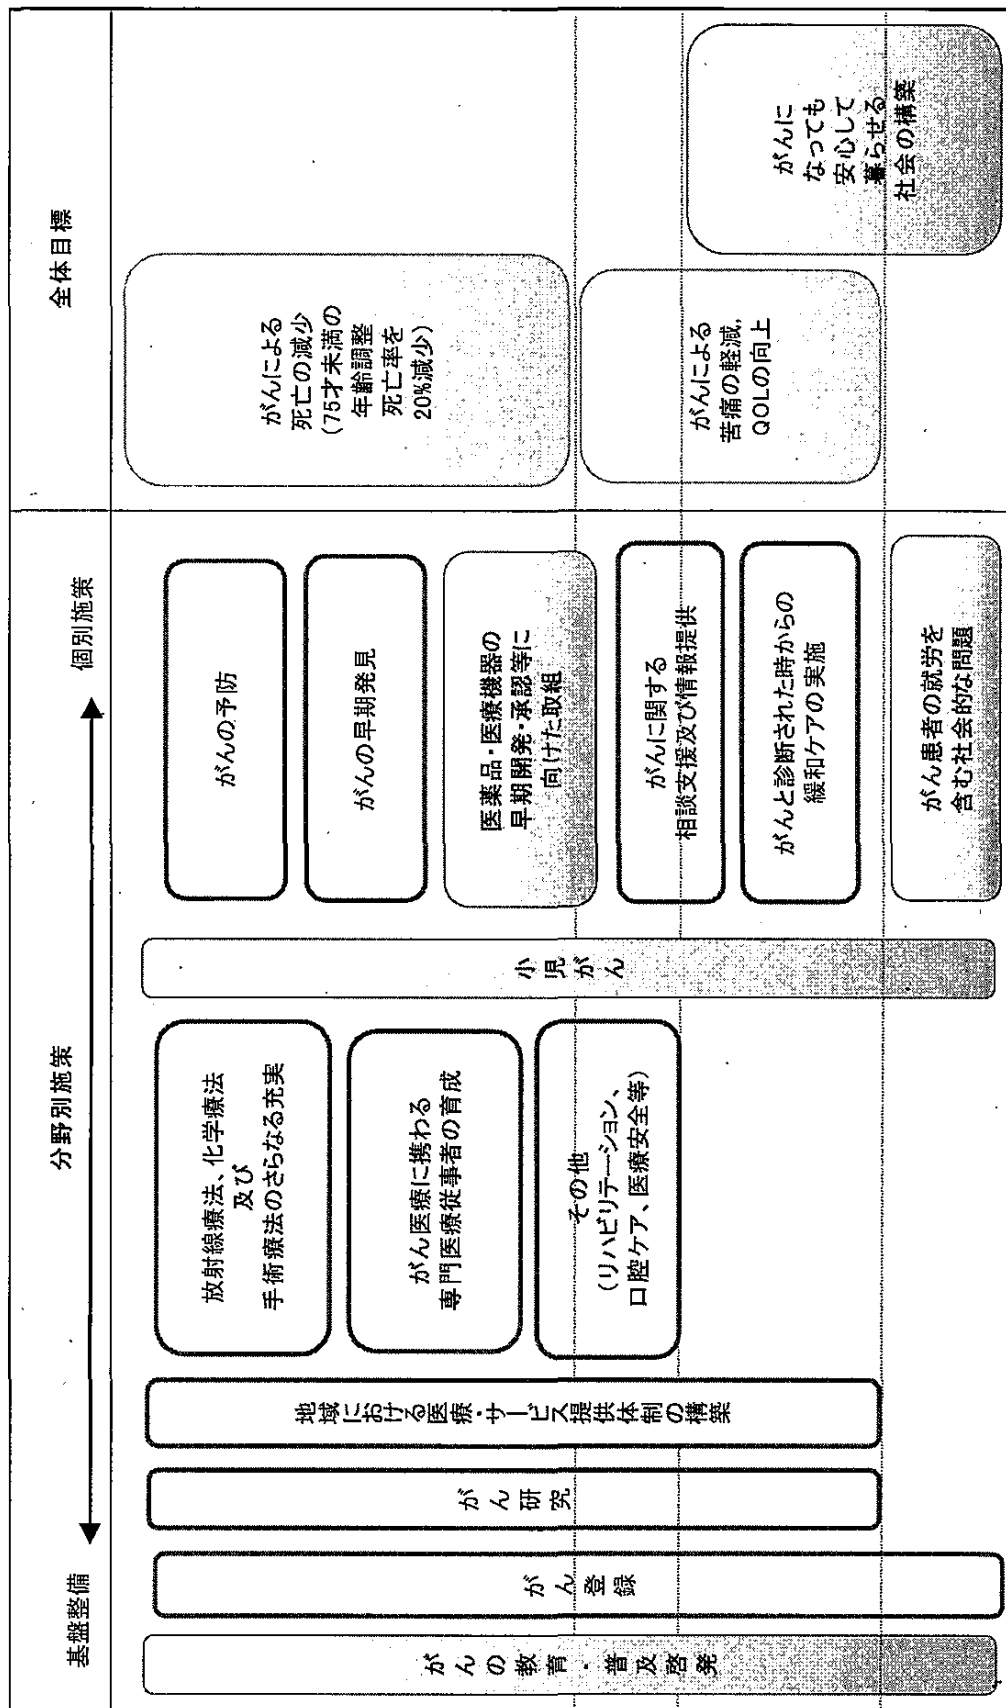 分野別施策
全体目標
基盤整備
個別施策
がんの教育・普及啓発
がん登録
がん研究
地域における医療・サービス提供体制の構築
放射線療法、化学療法
及び
手術療法のさらなる充実
がん医療に携わる
専門医療従事者の育成
その他
(リハビリテーション、
口腔ケア、医療安全等)
小児がん
がんの予防
がんの早期発見
医薬品・医療機器の
早期開発・承認等に
向けた取組
がんに関する
相談支援及び情報提供
がんと診断された時からの
緩和ケアの実施
がん患者の就労を
含む社会的な問題
がんによる
死亡の減少
(75才未満の
年齢調整
死亡率を
20%減少)
がんによる
苦痛の軽減,
QOLの向上
がんに
なっても
安心して
暮らせる
社会の構築